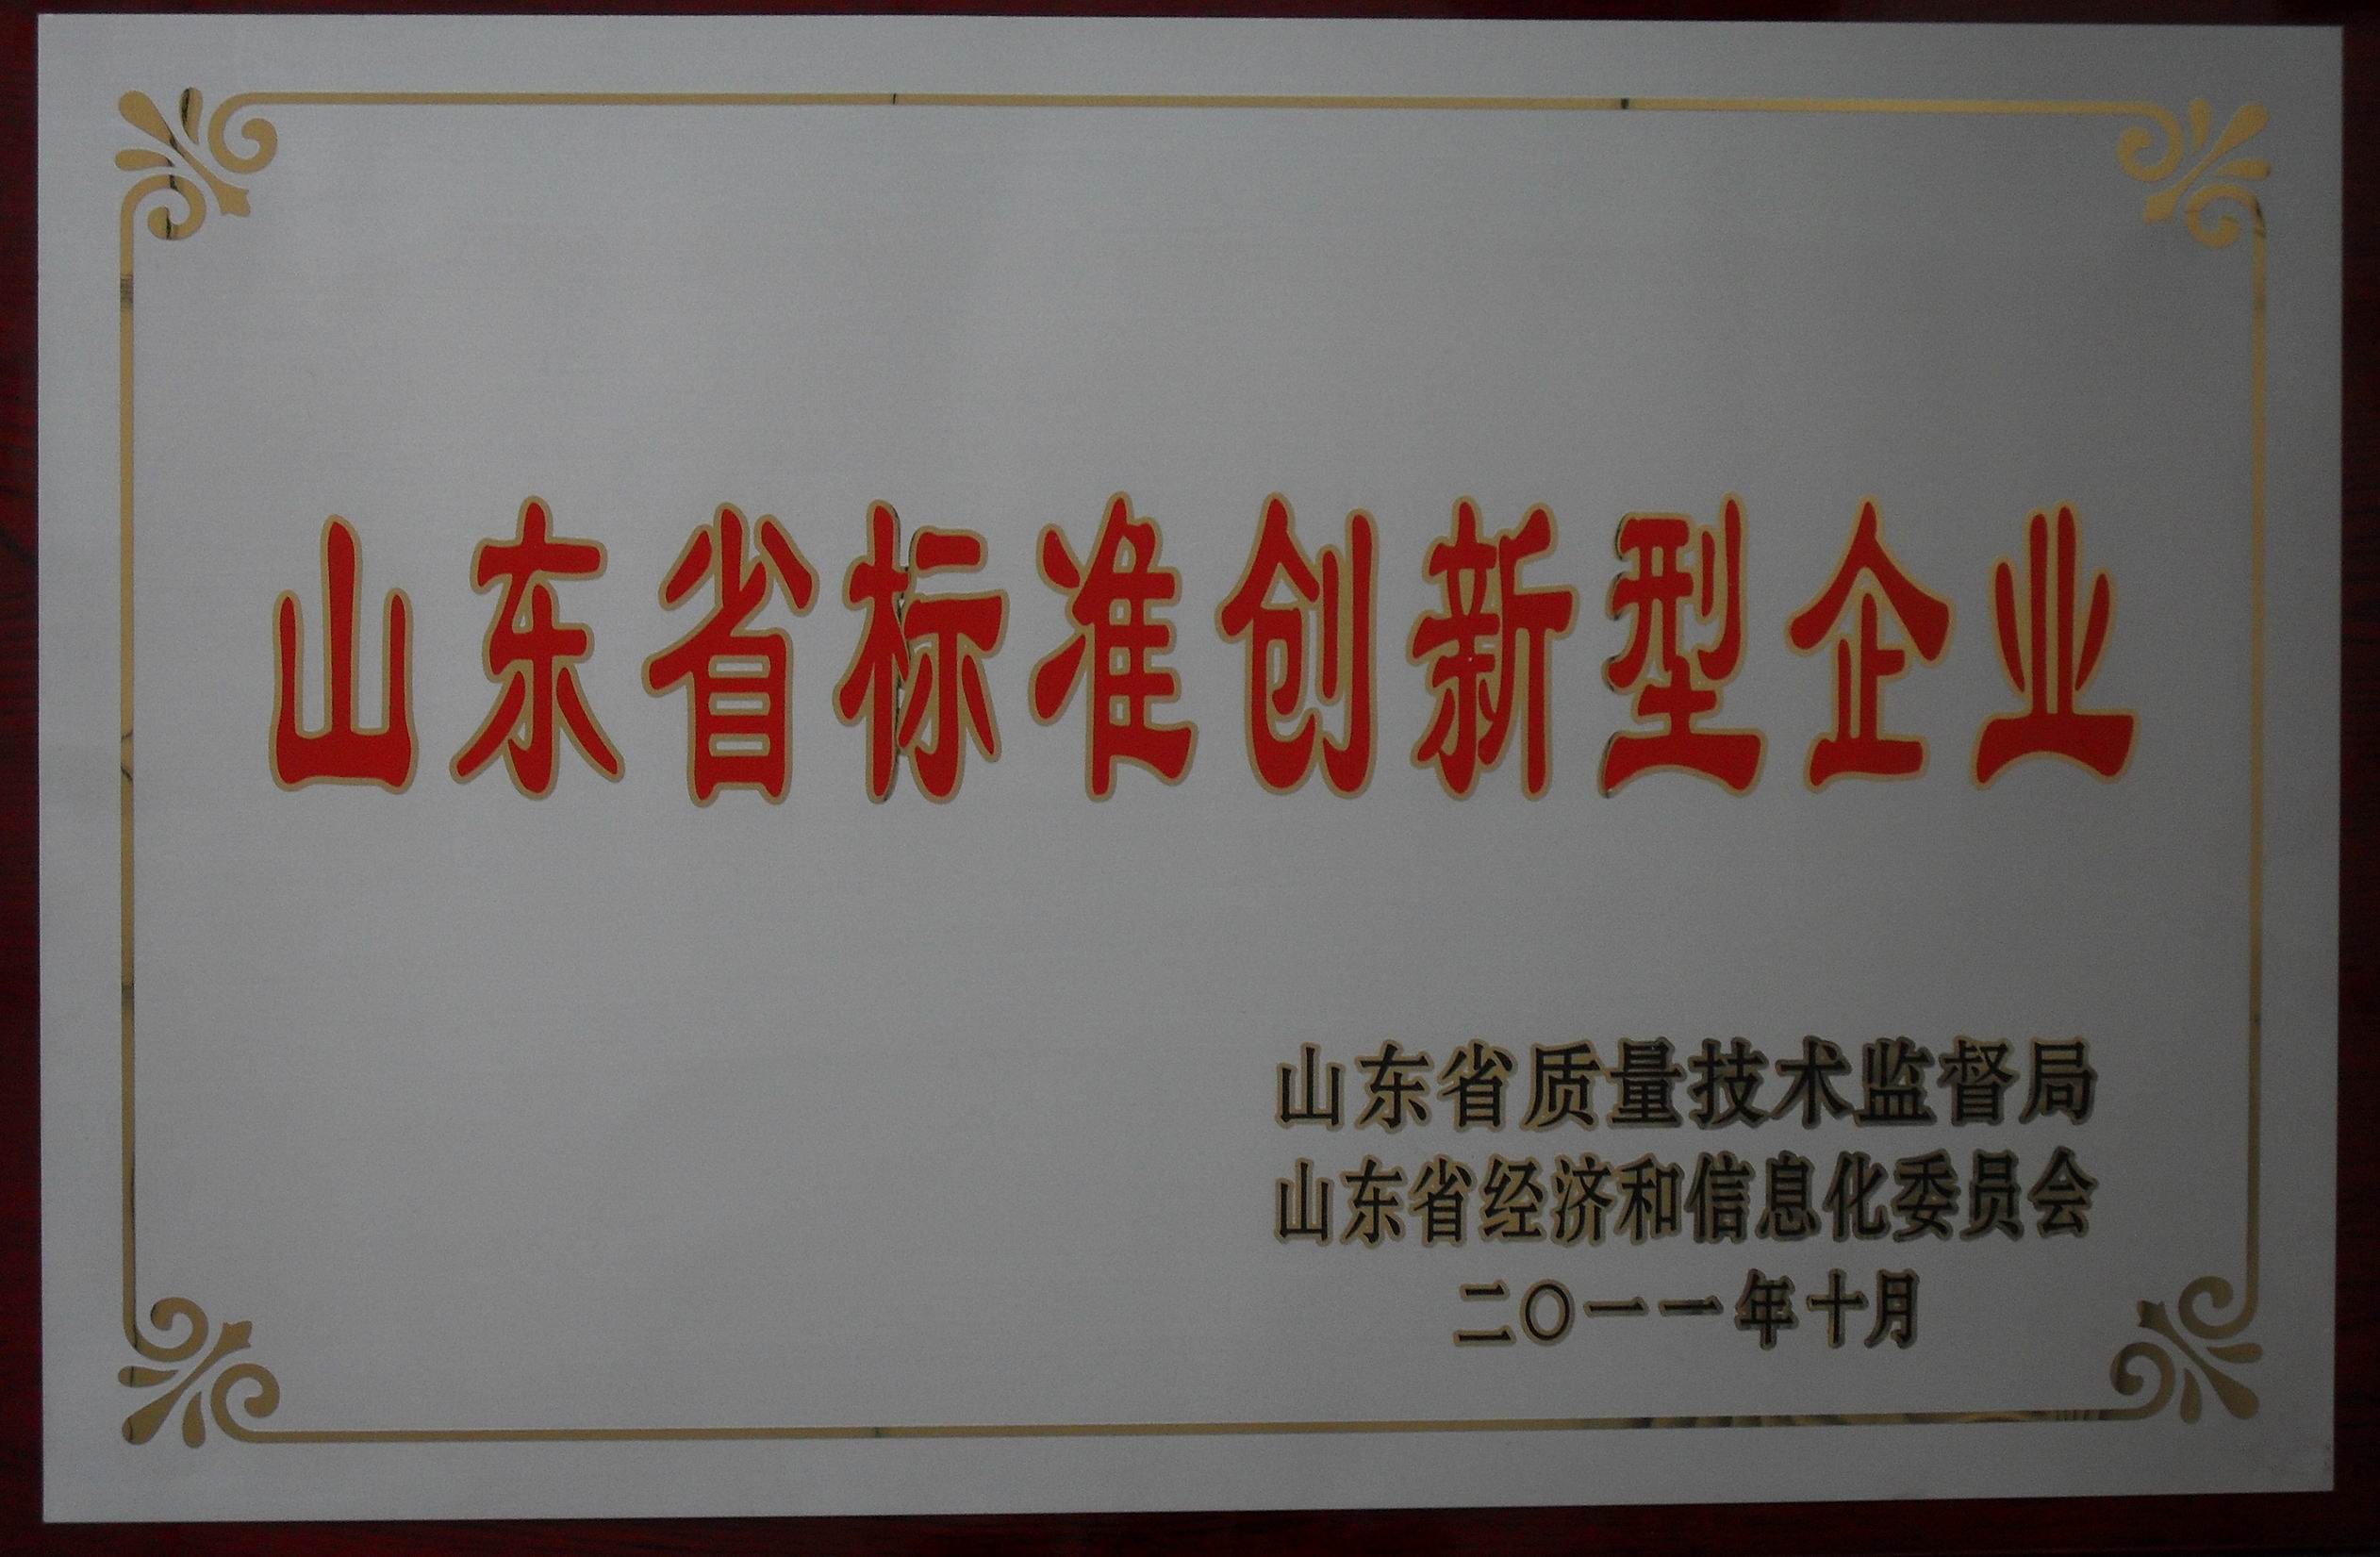 山东省标准创新型企业
山东省质量技术监督局
山东省经济和信息化委员会
二〇一一年十月